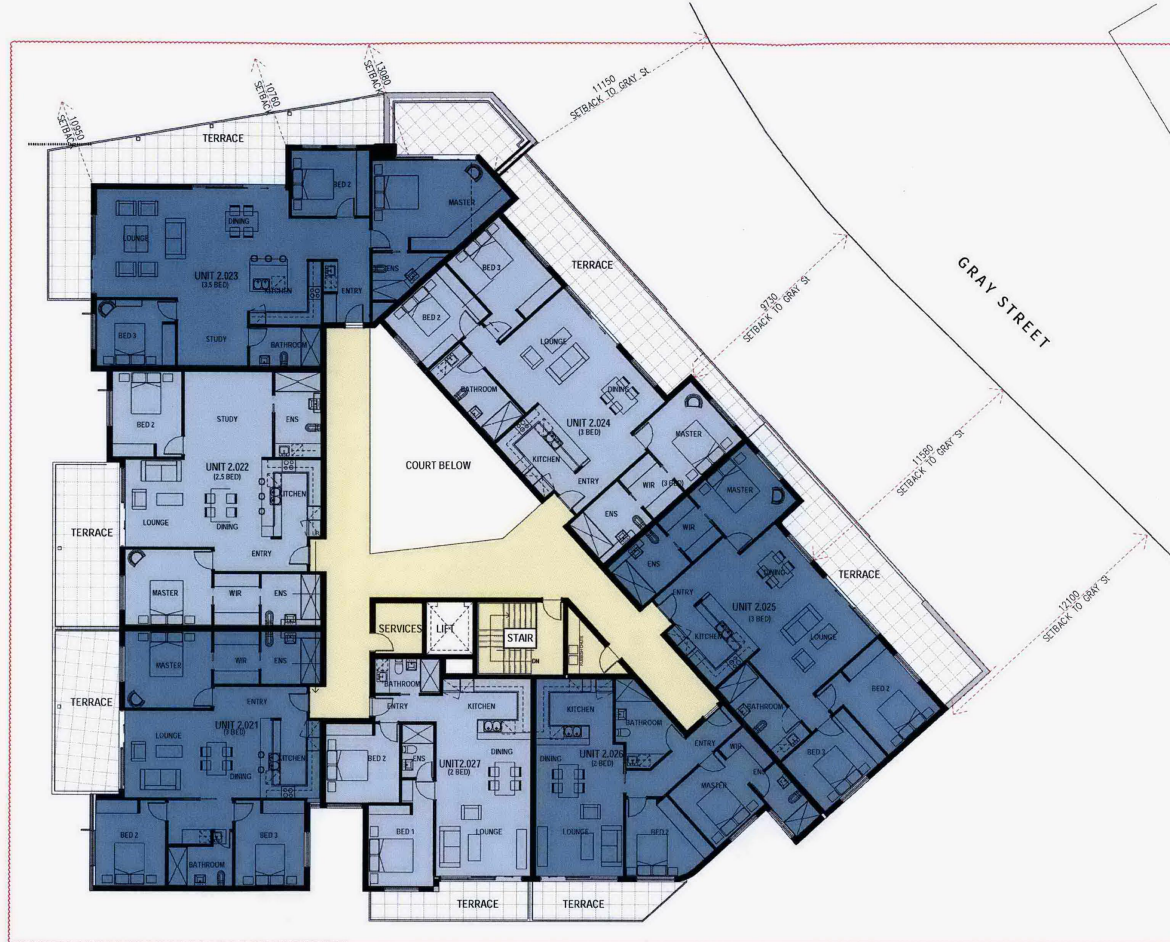 10950
SETBACK
10760
SETBACK
13080
SETBACK
11150
SETBACK TO GRAY St
9730
SETBACK TO GRAY St
11580
SETBACK TO GRAY St
12100
SETBACK TO GRAY St
GRAY STREET
TERRACE
BED 2
MASTER
DINING
LOUNGE
UNIT 2.023
(3.5 BED)
KITCHEN
ENS
ENTRY
BED 3
STUDY
BATHROOM
TERRACE
BED 3
BED 2
LOUNGE
BATHROOM
DINING
UNIT 2.024
(3 BED)
MASTER
KITCHEN
ENTRY
WIR
ENS
BED 2
STUDY
ENS
UNIT 2.022
(2.5 BED)
KITCHEN
LOUNGE
DINING
ENTRY
TERRACE
MASTER
WIR
ENS
COURT BELOW
MASTER
WIR
ENS
DINING
TERRACE
ENTRY
UNIT 2.025
(3 BED)
KITCHEN
LOUNGE
BED 2
BATHROOM
SERVICES
LIFT
STAIR
DN
MASTER
WIR
ENS
TERRACE
ENTRY
LOUNGE
UNIT 2.021
DINING
KITCHEN
BED 2
BED 3
BATHROOM
BATHROOM
ENTRY
KITCHEN
ENS
DINING
BED 2
UNIT2.027
(2 BED)
BED 1
LOUNGE
TERRACE
KITCHEN
BATHROOM
DINING
ENTRY
UNIT 2.026
(2 BED)
WIR
ENS
MASTER
LOUNGE
BED 2
TERRACE